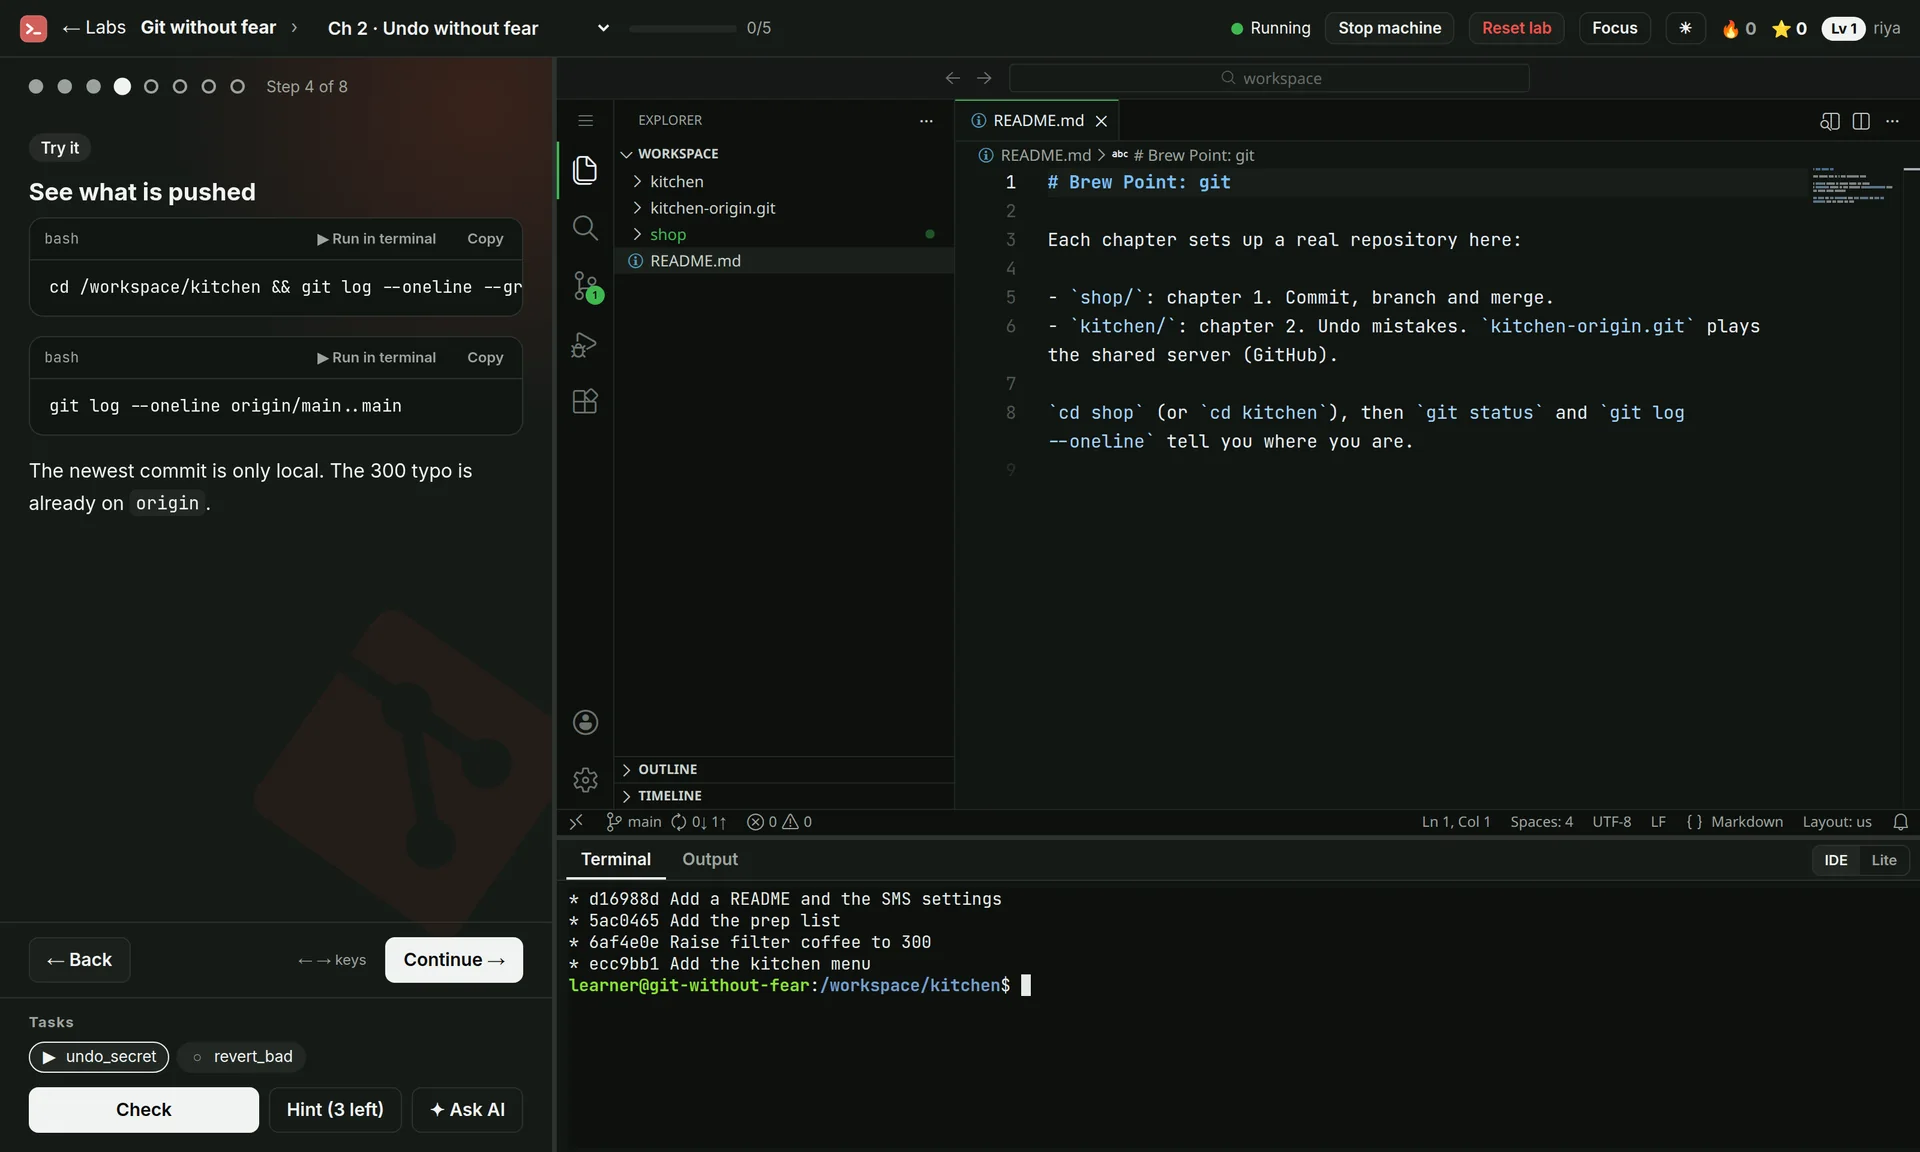 ← Labs Git without fear › Ch 2 · Undo without fear 0/5 Running Stop machine Reset lab Focus 0 0 Lv 1 riya
Step 4 of 8
Try it
See what is pushed
bash Run in terminal Copy
cd /workspace/kitchen && git log --oneline --gr
bash Run in terminal Copy
git log --oneline origin/main..main
The newest commit is only local. The 300 typo is
already on origin.
← Back ←→ keys Continue →
Tasks
undo_secret revert_bad
Check Hint (3 left) Ask AI
workspace
EXPLORER
WORKSPACE
kitchen
kitchen-origin.git
shop
README.md
1
OUTLINE
TIMELINE
README.md
README.md > abc # Brew Point: git
1 # Brew Point: git
2
3 Each chapter sets up a real repository here:
4
5 - `shop/`: chapter 1. Commit, branch and merge.
6 - `kitchen/`: chapter 2. Undo mistakes. `kitchen-origin.git` plays
the shared server (GitHub).
7
8 `cd shop` (or `cd kitchen`), then `git status` and `git log
--oneline` tell you where you are.
9
main 0↓ 1↑ 0 0 Ln 1, Col 1 Spaces: 4 UTF-8 LF { } Markdown Layout: us
Terminal Output IDE Lite
* d16988d Add a README and the SMS settings
* 5ac0465 Add the prep list
* 6af4e0e Raise filter coffee to 300
* ecc9bb1 Add the kitchen menu
learner@git-without-fear:/workspace/kitchen$